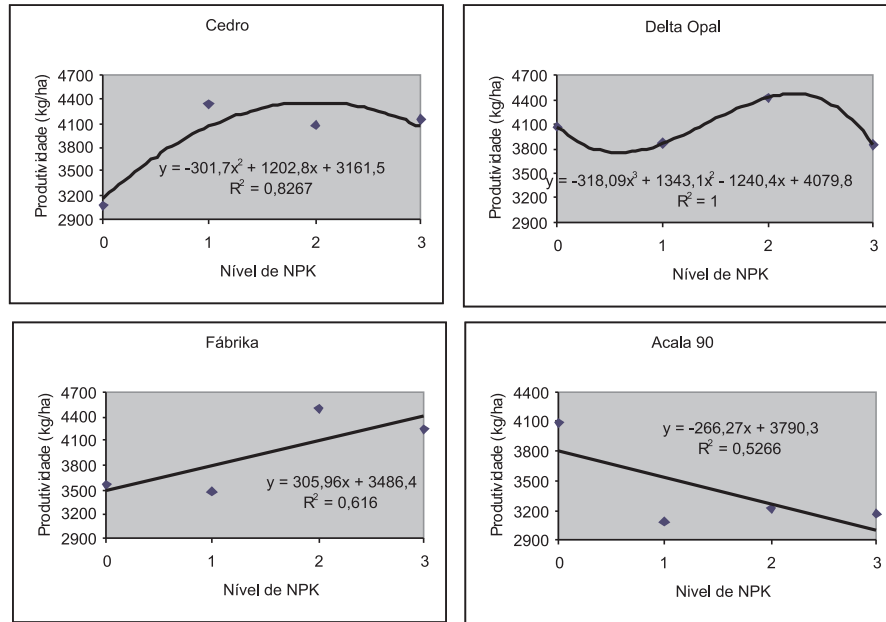 Cedro
Produtividade (kg/ha)
4700
4400
4100
3800
3500
3200
2900
y = -301,7x² + 1202,8x + 3161,5
R² = 0,8267
0 1 2 3
Nível de NPK
Delta Opal
Produtividade (kg/ha)
4700
4400
4100
3800
3500
3200
2900
y = -318,09x³ + 1343,1x² - 1240,4x + 4079,8
R² = 1
0 1 2 3
Nível de NPK
Fábrika
Produtividade (kg/ha)
4700
4400
4100
3800
3500
3200
2900
y = 305,96x + 3486,4
R² = 0,616
0 1 2 3
Nível de NPK
Acala 90
Produtividade (kg/ha)
4400
4100
3800
3500
3200
2900
y = -266,27x + 3790,3
R² = 0,5266
0 1 2 3
Nível de NPK